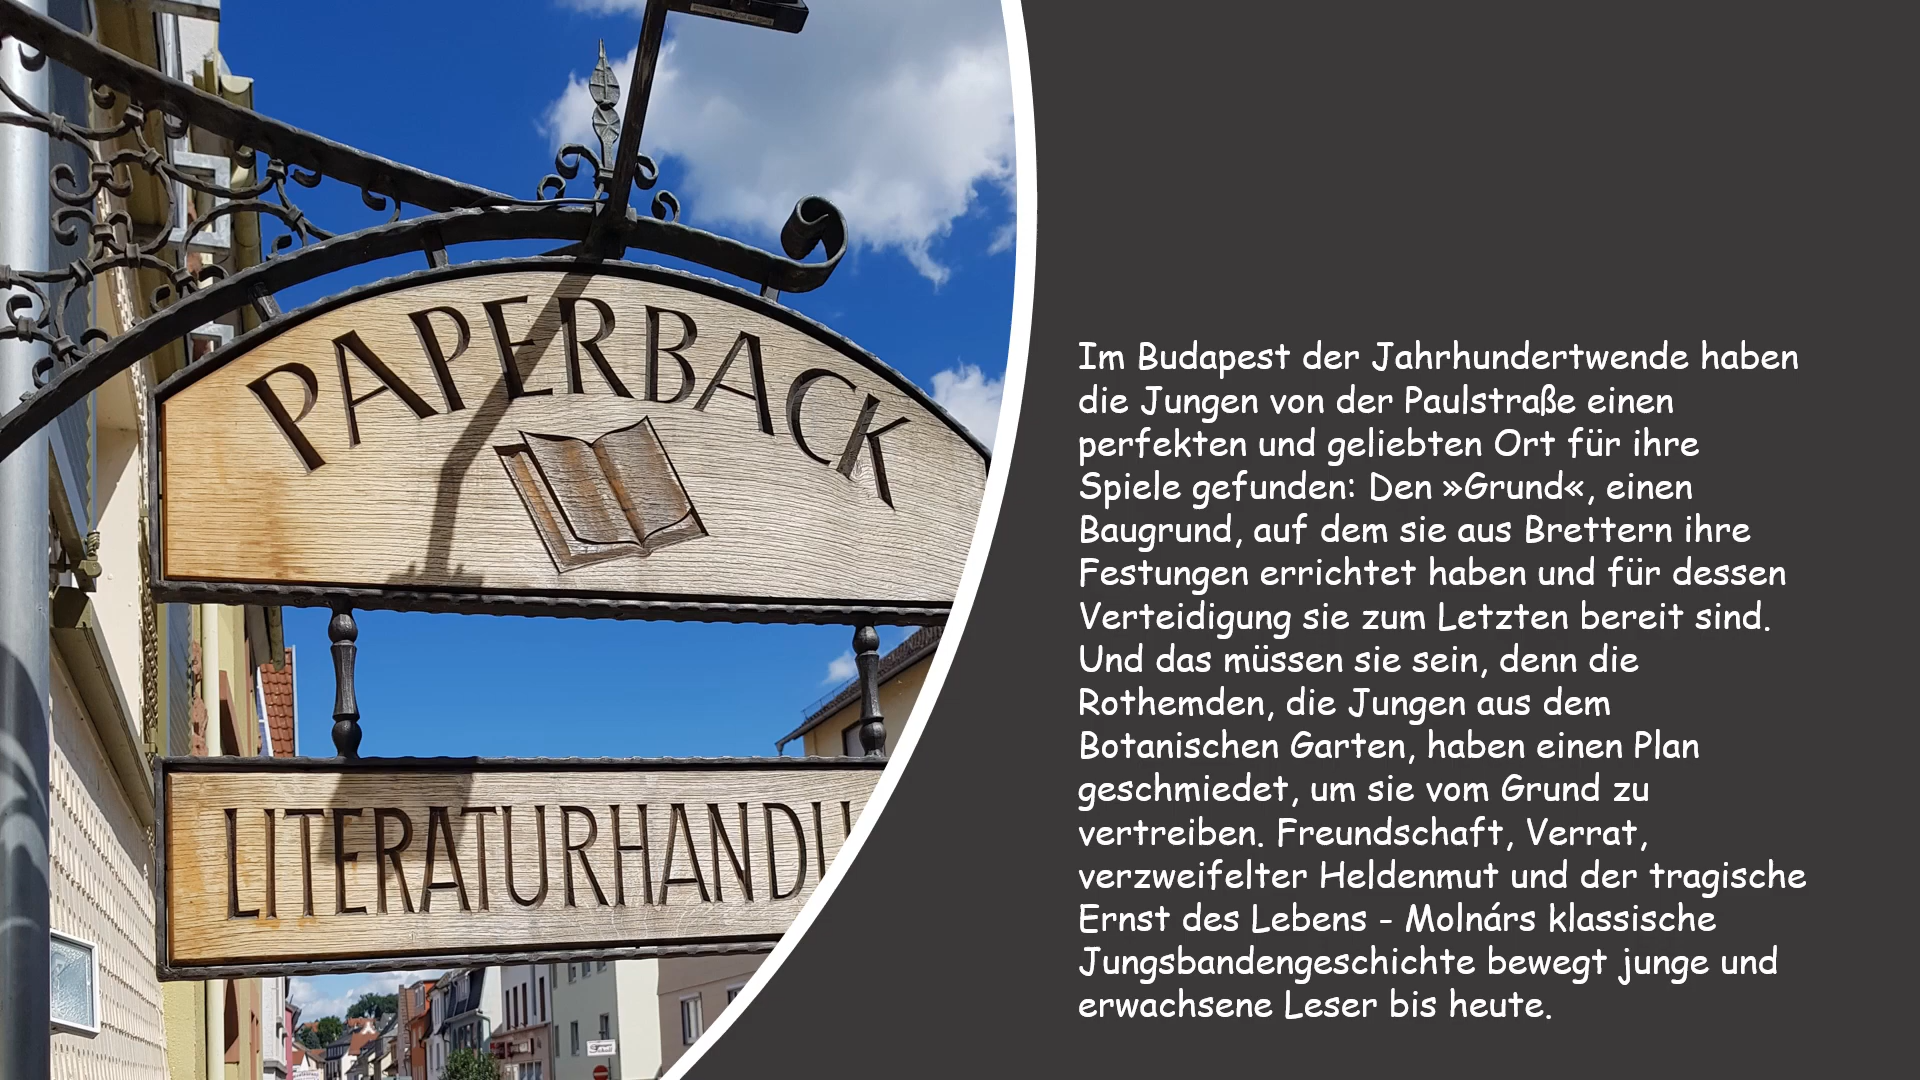 PAPERBACK
LITERATURHANDLU
Im Budapest der Jahrhundertwende haben
die Jungen von der Paulstraße einen
perfekten und geliebten Ort für ihre
Spiele gefunden: Den »Grund«, einen
Baugrund, auf dem sie aus Brettern ihre
Festungen errichtet haben und für dessen
Verteidigung sie zum Letzten bereit sind.
Und das müssen sie sein, denn die
Rothemden, die Jungen aus dem
Botanischen Garten, haben einen Plan
geschmiedet, um sie vom Grund zu
vertreiben. Freundschaft, Verrat,
verzweifelter Heldenmut und der tragische
Ernst des Lebens - Molnárs klassische
Jungsbandengeschichte bewegt junge und
erwachsene Leser bis heute.